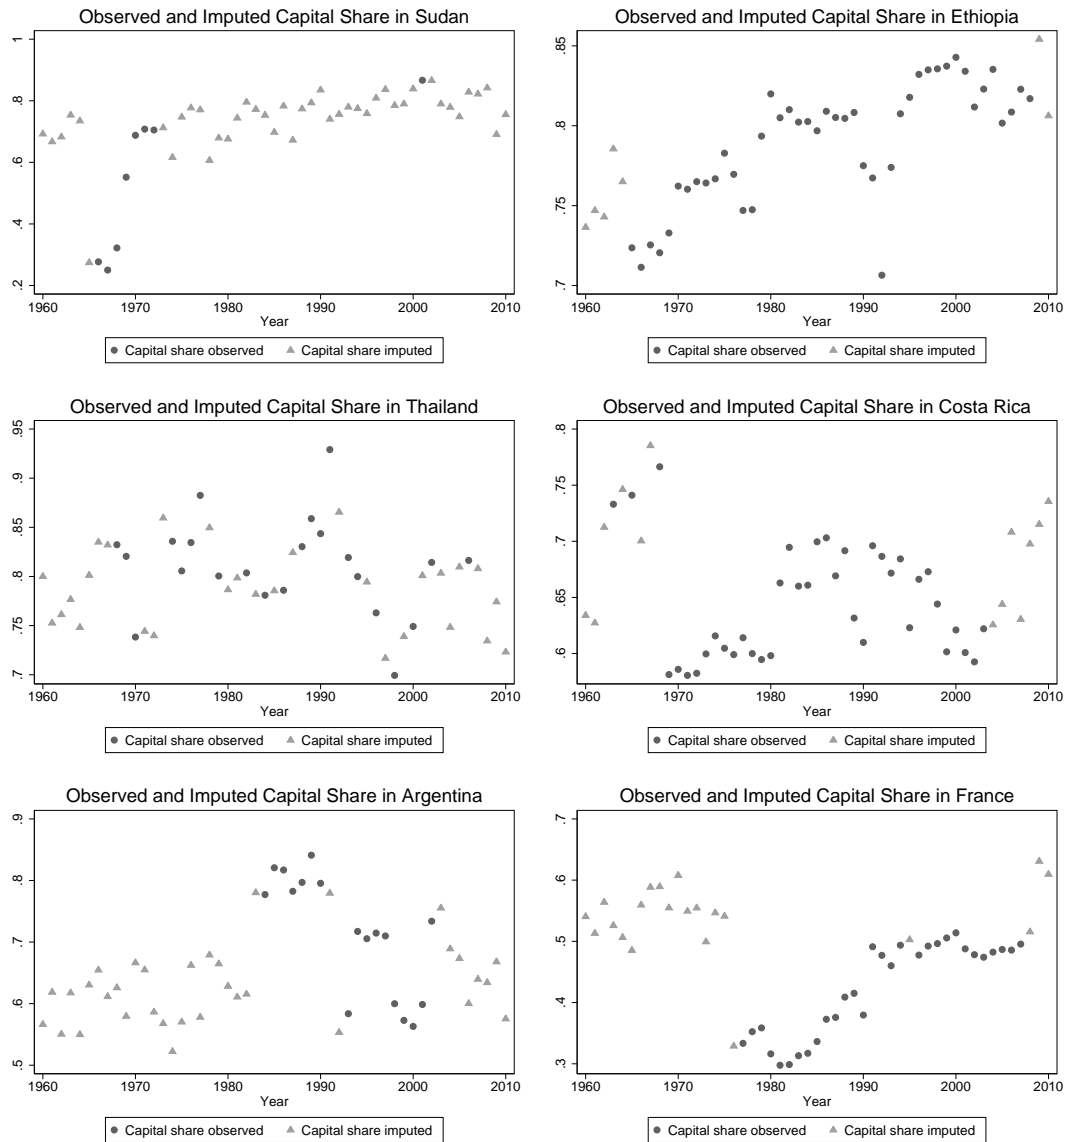 Observed and Imputed Capital Share in Sudan
1
.8
.6
.4
.2
1960 1970 1980 1990 2000 2010
Year
Capital share observed Capital share imputed
Observed and Imputed Capital Share in Ethiopia
.85
.8
.75
.7
1960 1970 1980 1990 2000 2010
Year
Capital share observed Capital share imputed
Observed and Imputed Capital Share in Thailand
.95
.9
.85
.8
.75
.7
1960 1970 1980 1990 2000 2010
Year
Capital share observed Capital share imputed
Observed and Imputed Capital Share in Costa Rica
.8
.75
.7
.65
.6
1960 1970 1980 1990 2000 2010
Year
Capital share observed Capital share imputed
Observed and Imputed Capital Share in Argentina
.9
.8
.7
.6
.5
1960 1970 1980 1990 2000 2010
Year
Capital share observed Capital share imputed
Observed and Imputed Capital Share in France
.7
.6
.5
.4
.3
1960 1970 1980 1990 2000 2010
Year
Capital share observed Capital share imputed